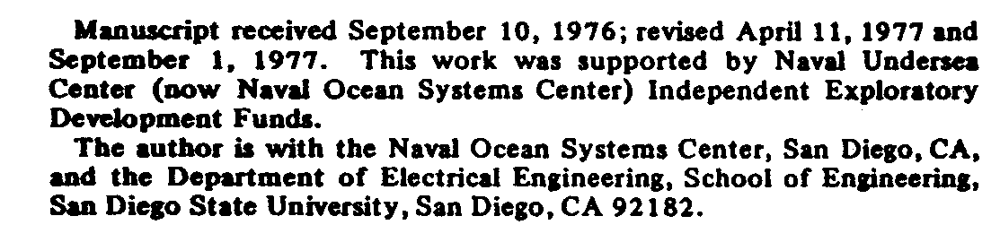 Manuscript received September 10, 1976; revised April 11, 1977 and
September 1, 1977. This work was supported by Naval Undersea
Center (now Naval Ocean Systems Center) Independent Exploratory
Development Funds.
The author is with the Naval Ocean Systems Center, San Diego, CA,
and the Department of Electrical Engineering, School of Engineering,
San Diego State University, San Diego, CA 92182.